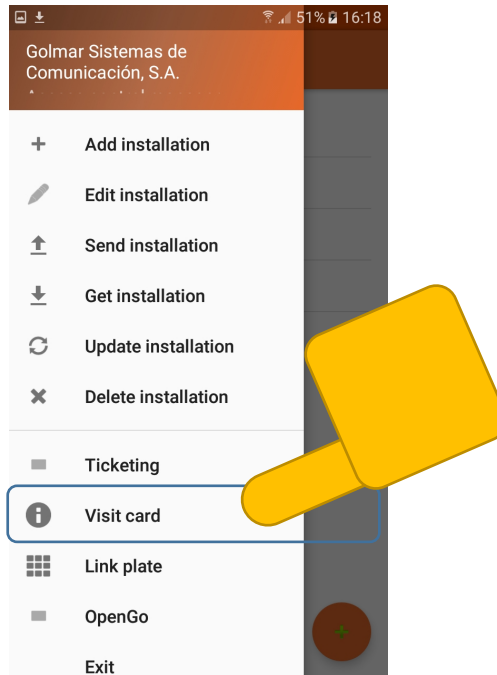 51% 16:18
Golmar Sistemas de
Comunicación, S.A.
Add installation
Edit installation
Send installation
Get installation
Update installation
Delete installation
Ticketing
Visit card
Link plate
OpenGo
Exit